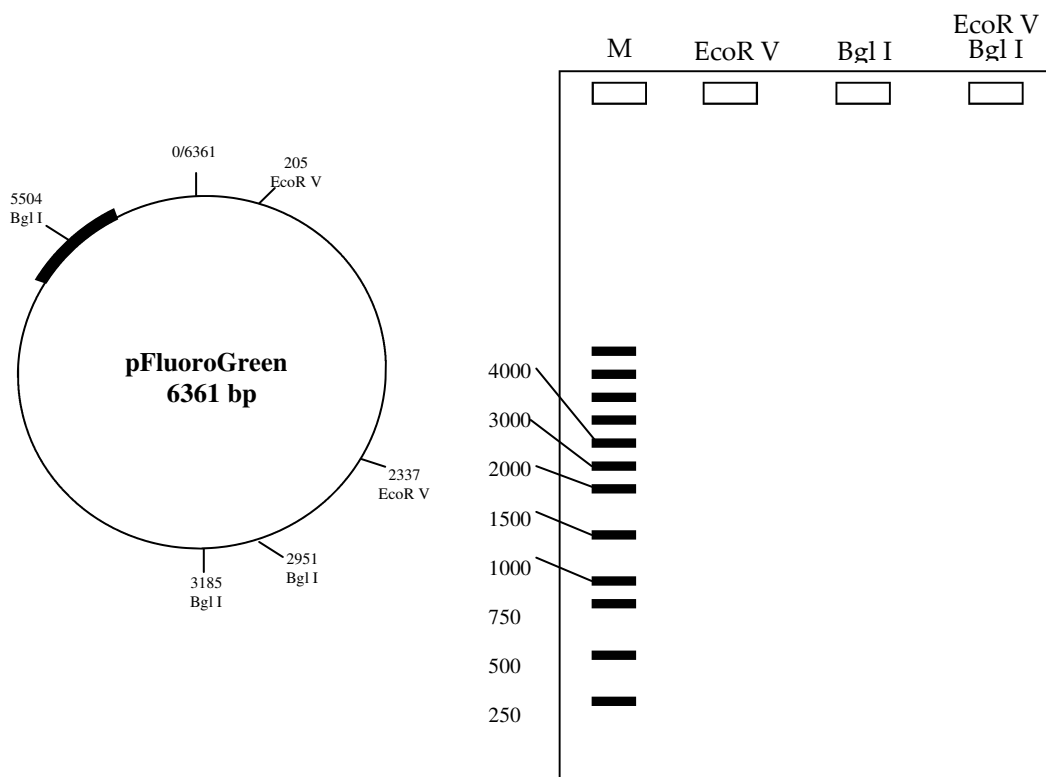 0/6361
205
EcoR V
5504
Bgl I
pFluoroGreen
6361 bp
2337
EcoR V
2951
Bgl I
3185
Bgl I
M
EcoR V
Bgl I
EcoR V
Bgl I
4000
3000
2000
1500
1000
750
500
250